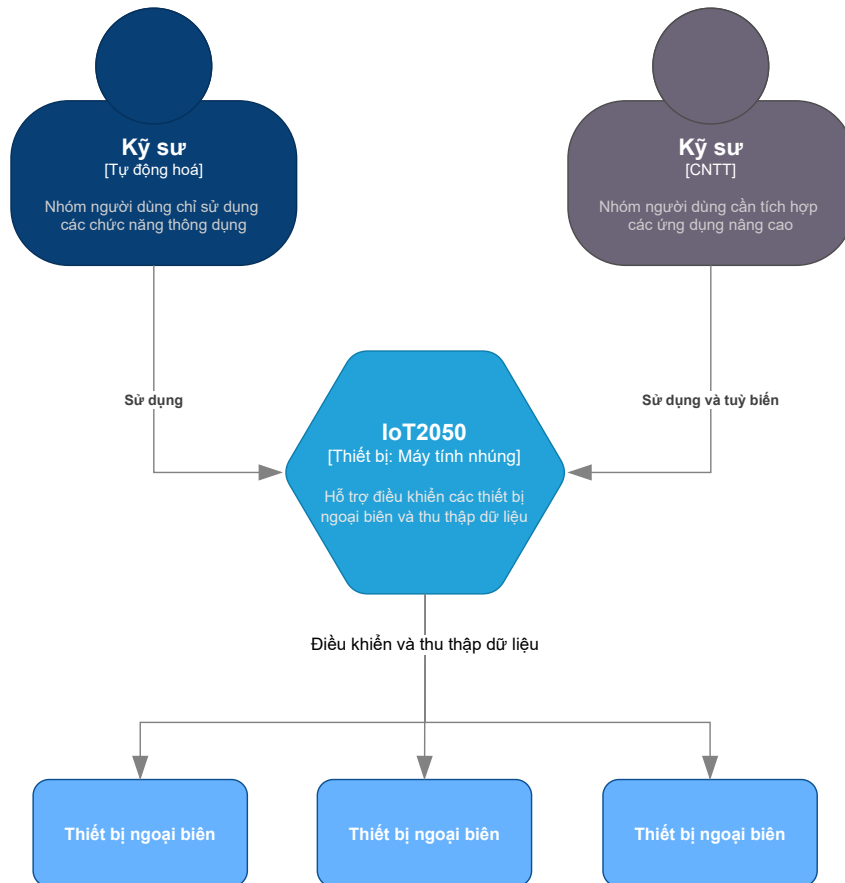 Kỹ sư
[Tự động hoá]
Nhóm người dùng chỉ sử dụng
các chức năng thông dụng
Kỹ sư
[CNTT]
Nhóm người dùng cần tích hợp
các ứng dụng nâng cao
Sử dụng
Sử dụng và tuỳ biến
IoT2050
[Thiết bị: Máy tính nhúng]
Hỗ trợ điều khiển các thiết bị
ngoại biên và thu thập dữ liệu
Điều khiển và thu thập dữ liệu
Thiết bị ngoại biên
Thiết bị ngoại biên
Thiết bị ngoại biên